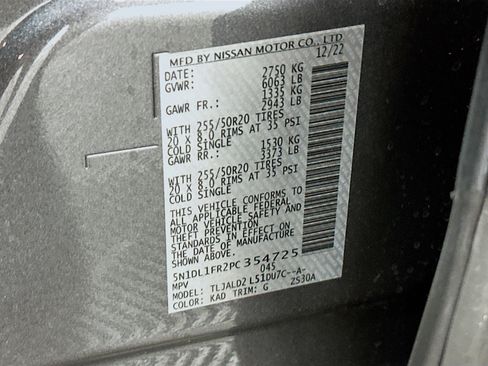 MFD BY NISSAN MOTOR CO., LTD
12/22
DATE: 2750 KG
GVWR: 6063 LB
1335 KG
GAWR FR.: 2943 LB
WITH 255/50R20 TIRES
20 X 8.0 RIMS AT 35 PSI
COLD SINGLE
1530 KG
GAWR RR.: 3373 LB
WITH 255/50R20 TIRES
20 X 8.0 RIMS AT 35 PSI
COLD SINGLE
THIS VEHICLE CONFORMS TO
ALL APPLICABLE FEDERAL
MOTOR VEHICLE SAFETY AND
THEFT PREVENTION
STANDARDS IN EFFECT ON
THE DATE OF MANUFACTURE
5N1DL1FR2PC354725
MPV 045
MODEL: TLJALD2 L51DU7C--A-
COLOR: KAD TRIM: G ZS30A